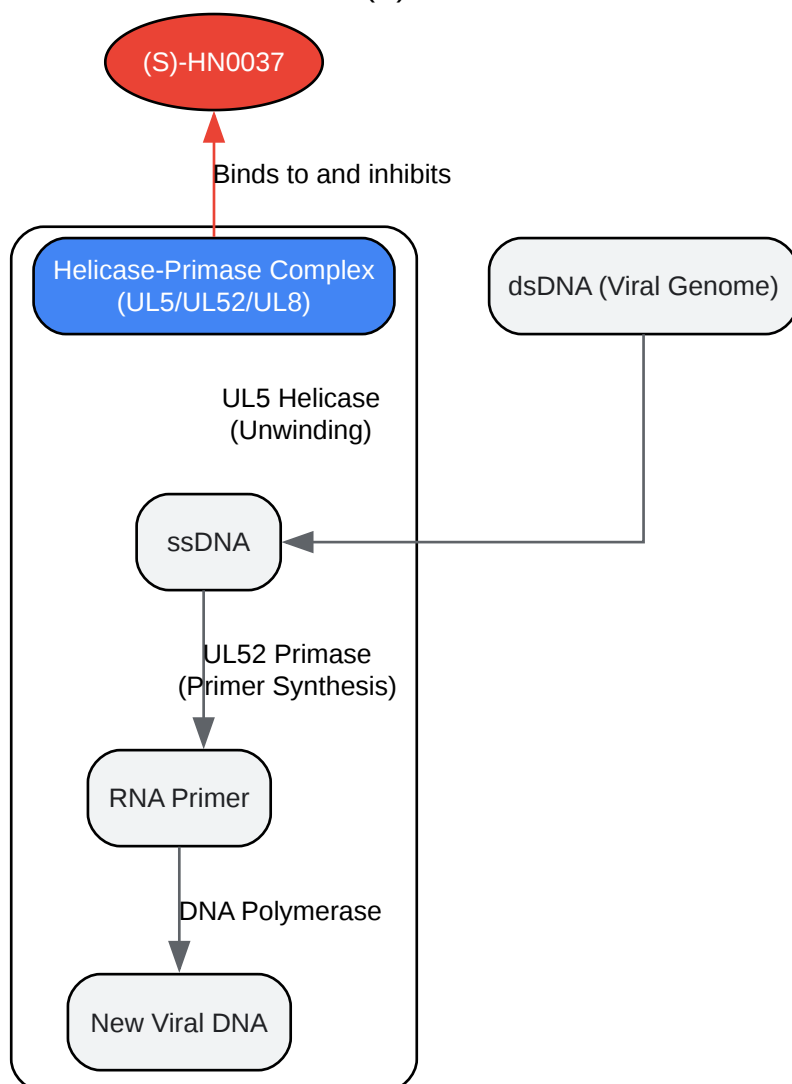 (S)-HN0037
Binds to and inhibits
Helicase-Primase Complex
(UL5/UL52/UL8)
dsDNA (Viral Genome)
UL5 Helicase
(Unwinding)
ssDNA
UL52 Primase
(Primer Synthesis)
RNA Primer
DNA Polymerase
New Viral DNA